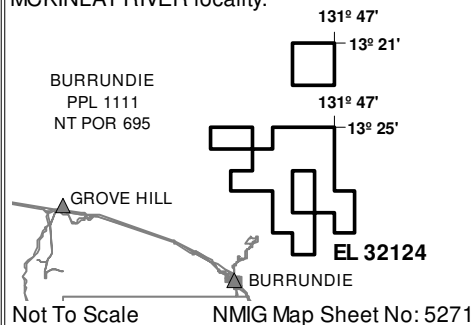 MCKINLAY RIVER locality.
131º 47'
13º 21'
BURRUNDIE
PPL 1111
NT POR 695
131º 47'
13º 25'
GROVE HILL
EL 32124
BURRUNDIE
Not To Scale NMIG Map Sheet No: 5271